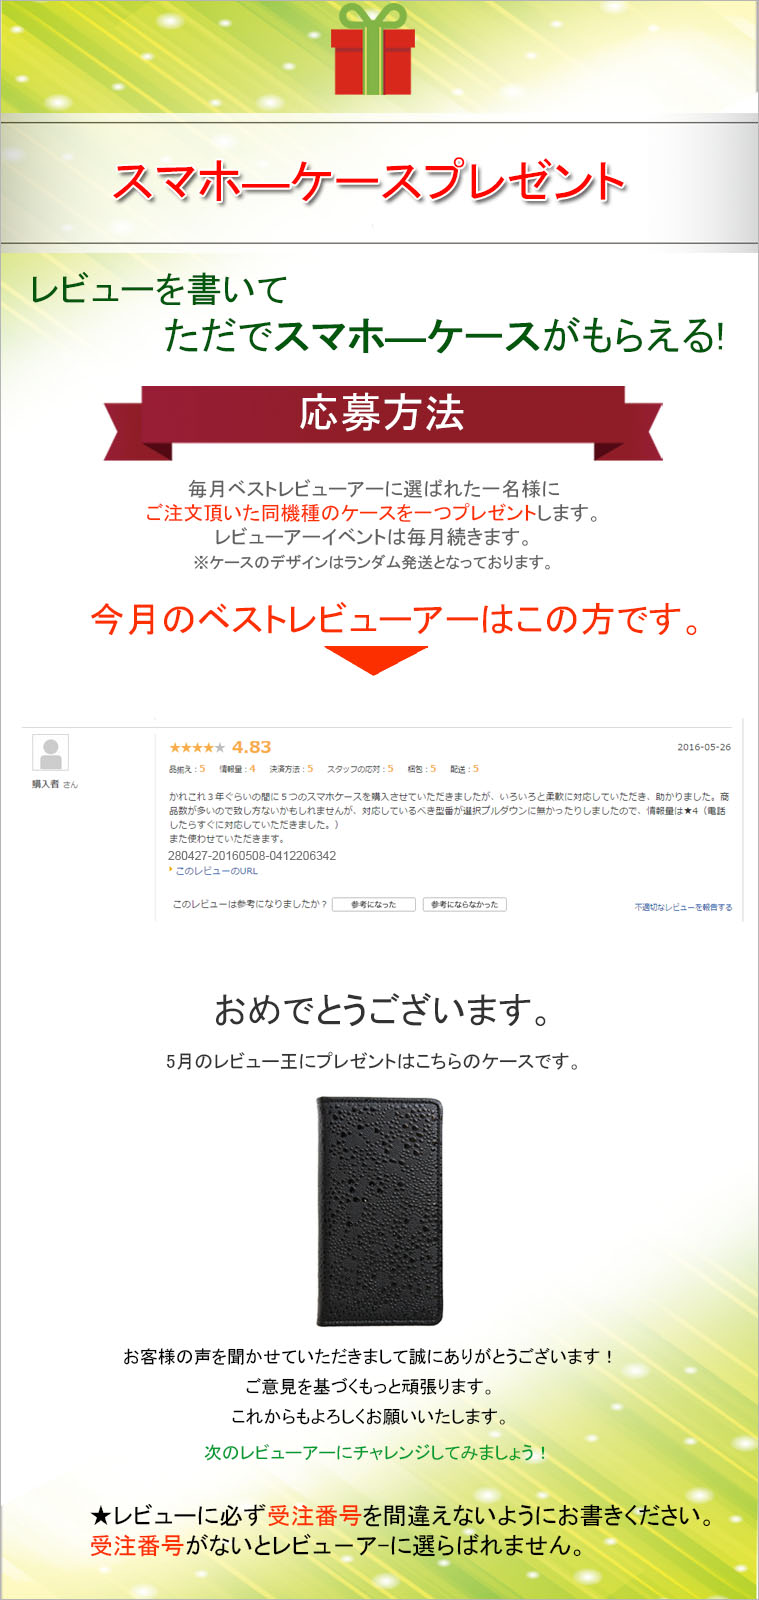 スマホ―ケースプレゼント
レビューを書いて
ただでスマホ―ケースがもらえる!
応募方法
毎月ベストレビューアーに選ばれた一名様に
ご注文頂いた同機種のケースを一つプレゼントします。
レビューアーイベントは毎月続きます。
※ケースのデザインはランダム発送となっております。
今月のベストレビューアーはこの方です。
★★★★★ 4.83
2016-05-26
品揃え：5 情報量：4 決済方法：5 スタッフの応対：5 梱包：5 配送：5
購入者 さん
かれこれ３年ぐらいの間に５つのスマホケースを購入させていただきましたが、いろいろと柔軟に対応していただき、助かりました。商
品数が多いので致し方ないかもしれませんが、対応しているべき型番が選択プルダウンに無かったりしましたので、情報量は★4（電話
したらすぐに対応していただきました。）
また使わせていただきます。
280427-20160508-0412206342
このレビューのURL
このレビューは参考になりましたか？ 参考になった 参考にならなかった
不適切なレビューを報告する
おめでとうございます。
5月のレビュー王にプレゼントはこちらのケースです。
お客様の声を聞かせていただきまして誠にありがとうございます！
ご意見を基づくもっと頑張ります。
これからもよろしくお願いいたします。
次のレビューアーにチャレンジしてみましょう！
★レビューに必ず受注番号を間違えないようにお書きください。
受注番号がないとレビューア-に選らばれません。